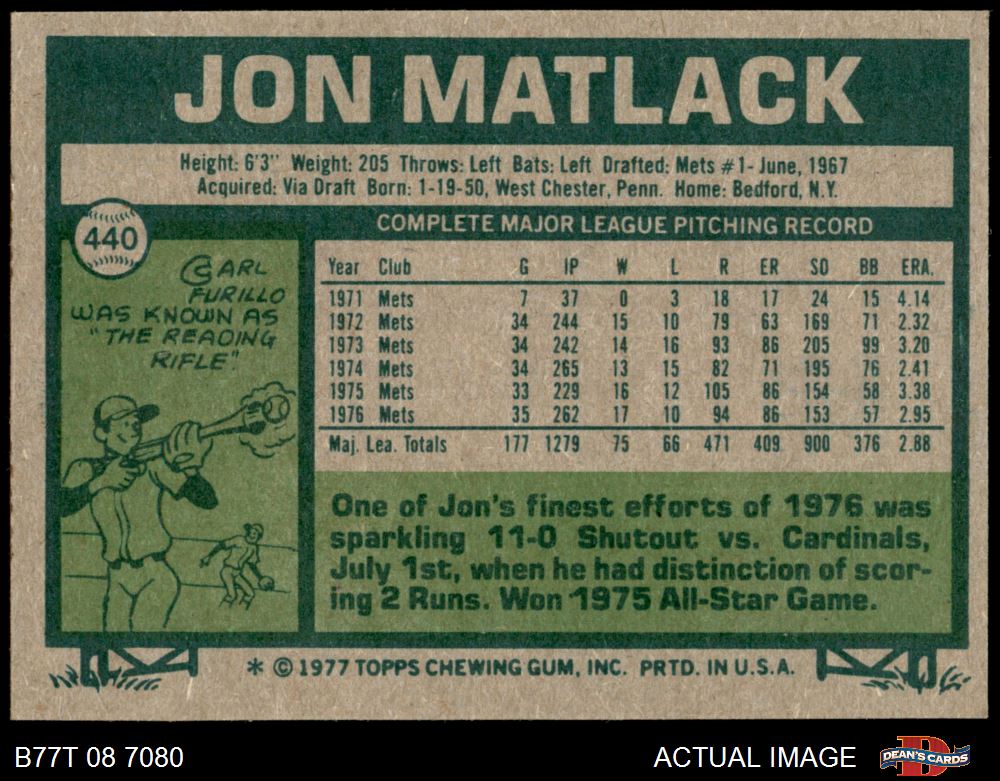 JON MATLACK
Height: 6'3" Weight: 205 Throws: Left Bats: Left Drafted: Mets #1- June, 1967
Acquired: Via Draft Born: 1-19-50, West Chester, Penn. Home: Bedford, N.Y.
440
CARL
FURILLO
WAS KNOWN AS
"THE READING
RIFLE".
COMPLETE MAJOR LEAGUE PITCHING RECORD
Year Club G IP W L R ER SO BB ERA.
1971 Mets 7 37 0 3 18 17 24 15 4.14
1972 Mets 34 244 15 10 79 63 169 71 2.32
1973 Mets 34 242 14 16 93 86 205 99 3.20
1974 Mets 34 265 13 15 82 71 195 76 2.41
1975 Mets 33 229 16 12 105 86 154 58 3.38
1976 Mets 35 262 17 10 94 86 153 57 2.95
Maj. Lea. Totals 177 1279 75 66 471 409 900 376 2.88
One of Jon's finest efforts of 1976 was
sparkling 11-0 Shutout vs. Cardinals,
July 1st, when he had distinction of scor-
ing 2 Runs. Won 1975 All-Star Game.
* © 1977 TOPPS CHEWING GUM, INC. PRTD. IN U.S.A.
B77T 08 7080
ACTUAL IMAGE
DEAN'S CARDS